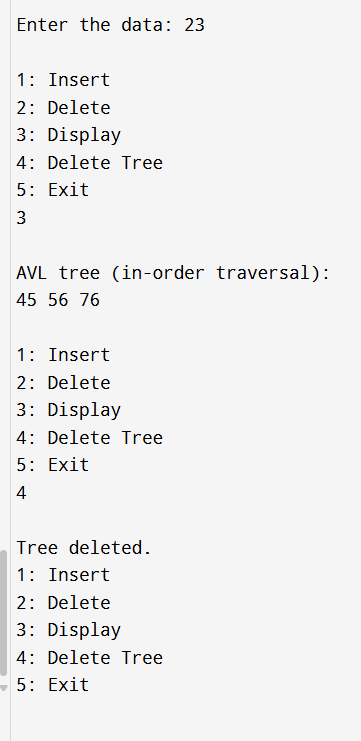 Enter the data: 23
1: Insert
2: Delete
3: Display
4: Delete Tree
5: Exit
3
AVL tree (in-order traversal):
45 56 76
1: Insert
2: Delete
3: Display
4: Delete Tree
5: Exit
4
Tree deleted.
1: Insert
2: Delete
3: Display
4: Delete Tree
5: Exit